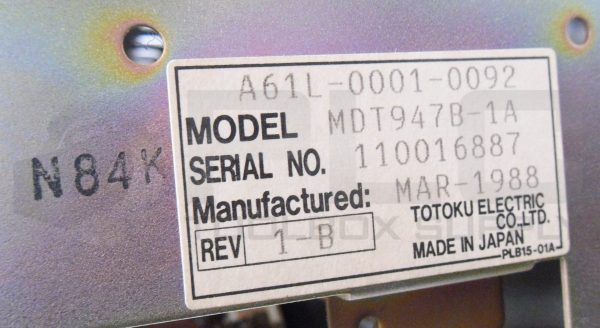 A61L-0001-0092
MODEL MDT947B-1A
SERIAL NO. 110016887
Manufactured: MAR-1988
REV 1-B
TOTOKU ELECTRIC
CO.,LTD.
MADE IN JAPAN
PLB15-01A
N84K